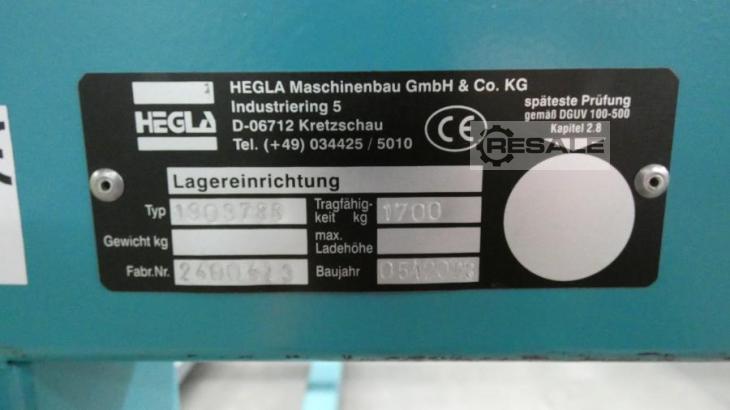 HEGLA Maschinenbau GmbH & Co. KG
Industriering 5
D-06712 Kretzschau
Tel. (+49) 034425 / 5010
HEGLA
CE
späteste Prüfung
gemäß DGUV 100-500
Kapitel 2.8
RESALE
Lagereinrichtung
Typ
Tragfähig-
keit kg 1700
Gewicht kg
max.
Ladehöhe
Fabr.Nr.
Baujahr